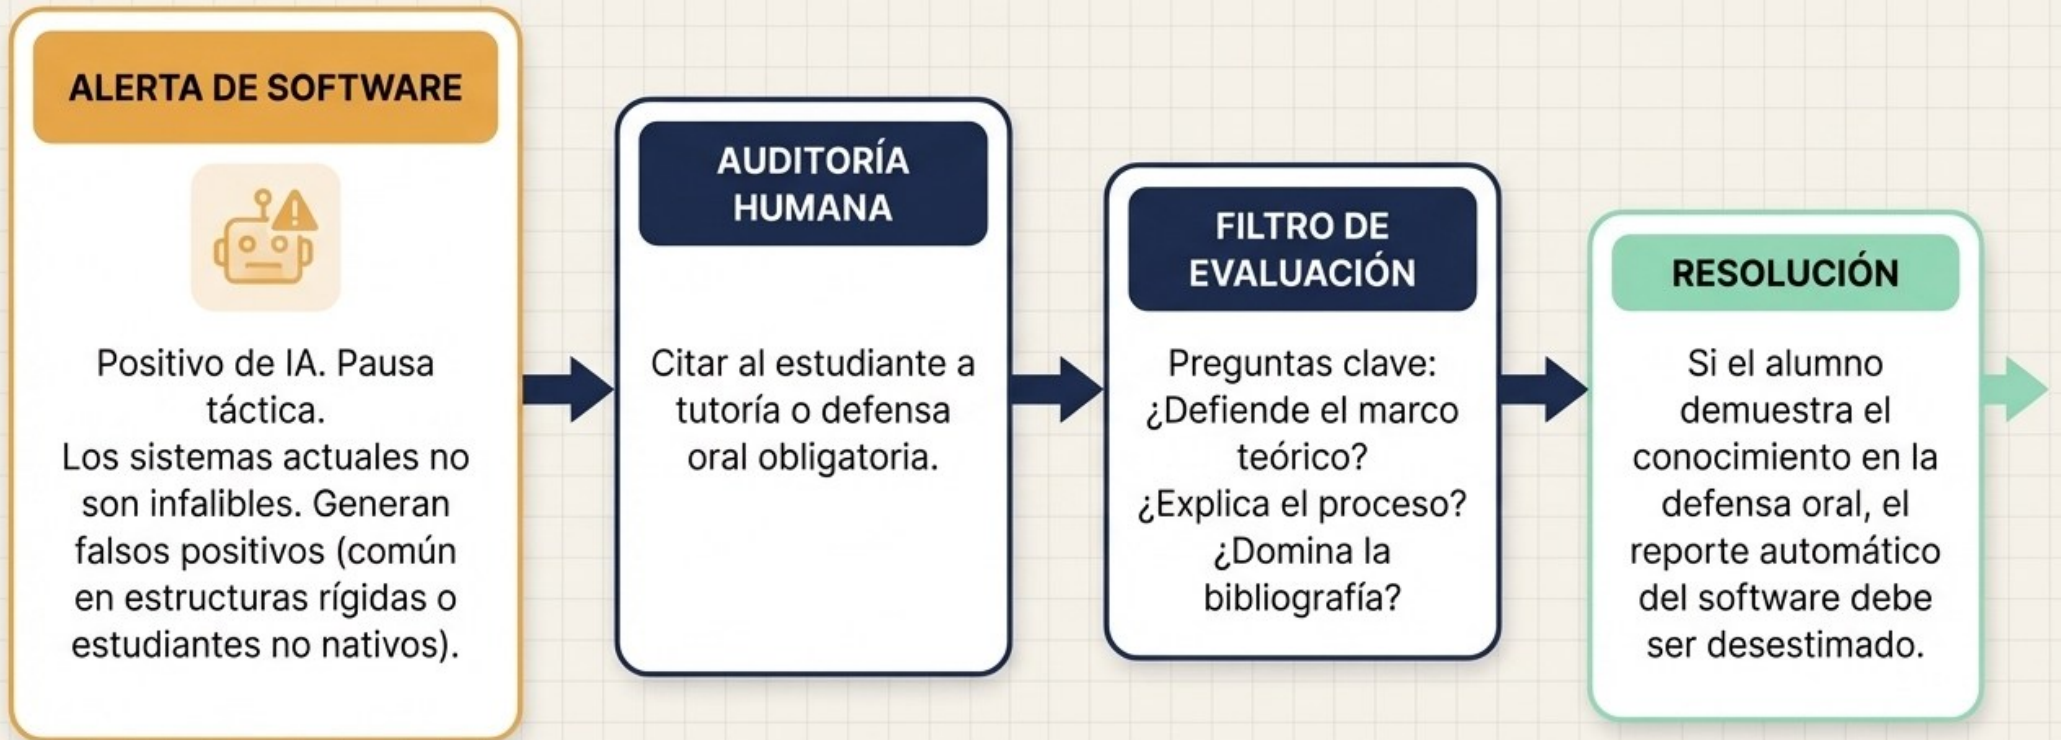 ALERTA DE SOFTWARE
Positivo de IA. Pausa
táctica.
Los sistemas actuales no
son infalibles. Generan
falsos positivos (común
en estructuras rígidas o
estudiantes no nativos).
AUDITORÍA
HUMANA
Citar al estudiante a
tutoría o defensa
oral obligatoria.
FILTRO DE
EVALUACIÓN
Preguntas clave:
¿Defiende el marco
teórico?
¿Explica el proceso?
¿Domina la
bibliografía?
RESOLUCIÓN
Si el alumno
demuestra el
conocimiento en la
defensa oral, el
reporte automático
del software debe
ser desestimado.